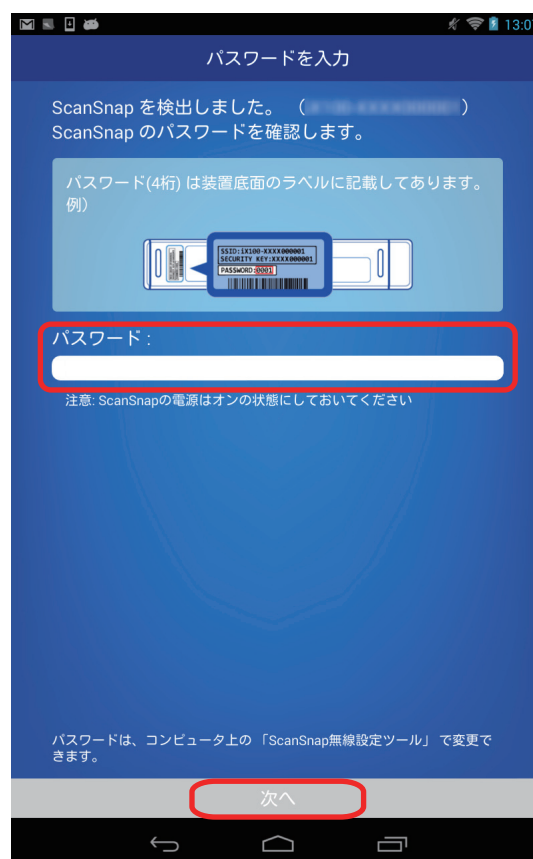 13:0
パスワードを入力
ScanSnap を検出しました。 （ ）
ScanSnap のパスワードを確認します。
パスワード(4桁) は装置底面のラベルに記載してあります。
例）
SSID:iX100-XXXX000001
SECURITY KEY:XXXX000001
PASSWORD:0001
パスワード :
注意: ScanSnapの電源はオンの状態にしておいてください
パスワードは、コンピュータ上の 「ScanSnap無線設定ツール」 で変更で
きます。
次へ